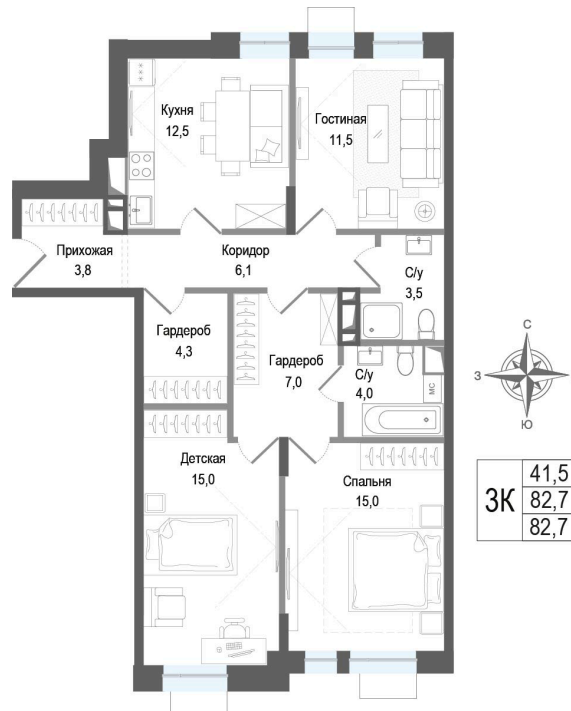 Кухня
12,5
Гостиная
11,5
Прихожая
3,8
Коридор
6,1
С/у
3,5
Гардероб
4,3
Гардероб
7,0
С/у
4,0
МС
Детская
15,0
Спальня
15,0
С
З
Ю
3К
41,5
82,7
82,7